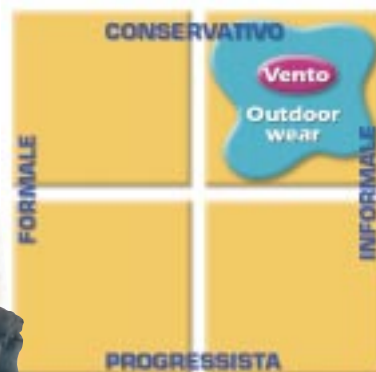 CONSERVATIVO
Vento
Outdoor
wear
FORMALE
INFORMALE
PROGRESSISTA